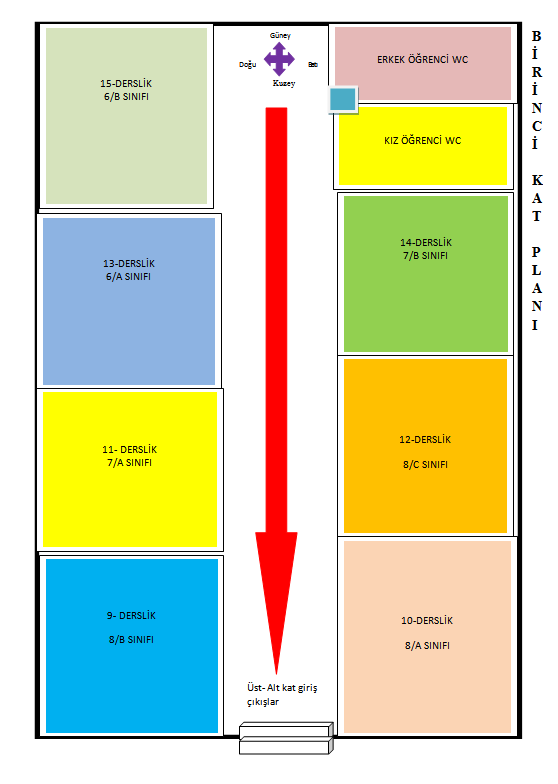 Güney
Doğu
Kuzey
ERKEK ÖĞRENCİ WC
15-DERSLİK
6/B SINIFI
KIZ ÖĞRENCİ WC
14-DERSLİK
7/B SINIFI
13-DERSLİK
6/A SINIFI
12-DERSLİK
8/C SINIFI
11- DERSLİK
7/A SINIFI
9- DERSLİK
8/B SINIFI
10-DERSLİK
8/A SINIFI
Üst- Alt kat giriş
çıkışlar
BİRİNCİ KAT PLANI